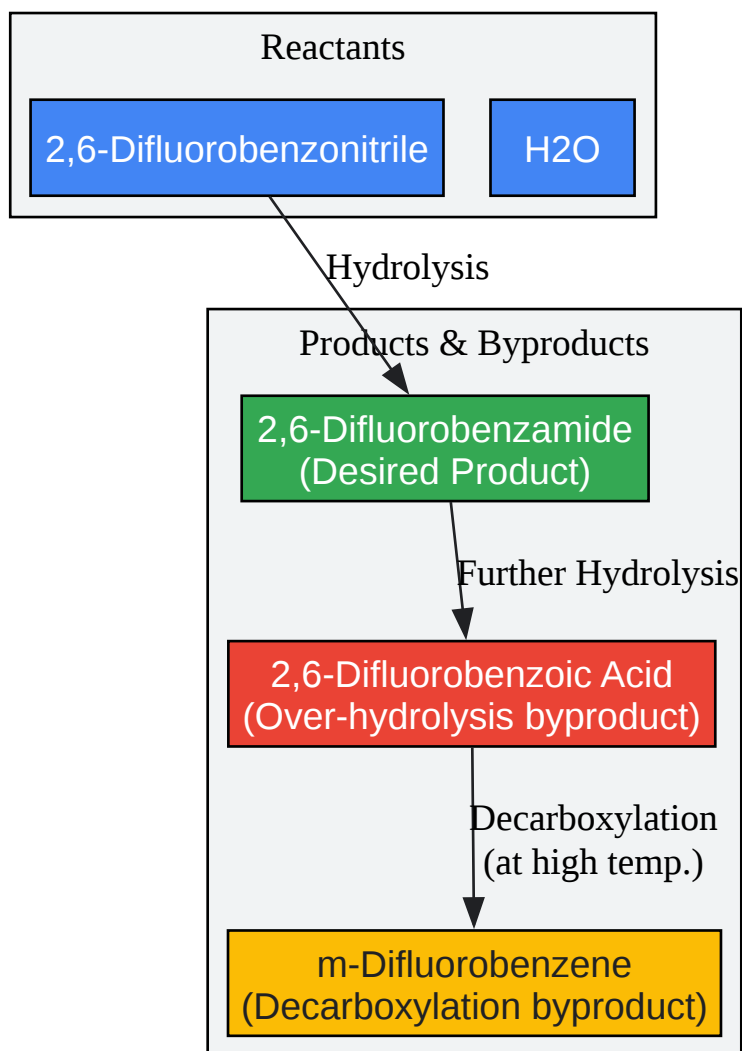 Reactants
2,6-Difluorobenzonitrile
H2O
Hydrolysis
Products & Byproducts
2,6-Difluorobenzamide
(Desired Product)
Further Hydrolysis
2,6-Difluorobenzoic Acid
(Over-hydrolysis byproduct)
Decarboxylation
(at high temp.)
m-Difluorobenzene
(Decarboxylation byproduct)